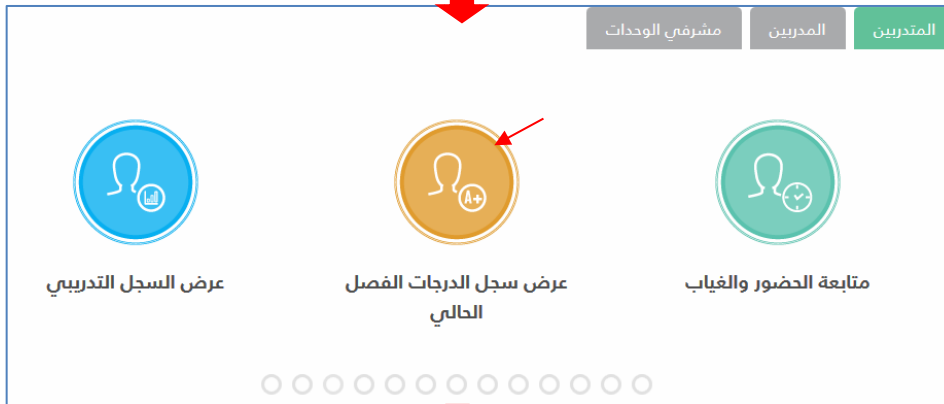 المتدربين
المدربين
مشرفي الوحدات
A+
متابعة الحضور والغياب
عرض سجل الدرجات الفصل
الحالي
عرض السجل التدريبي